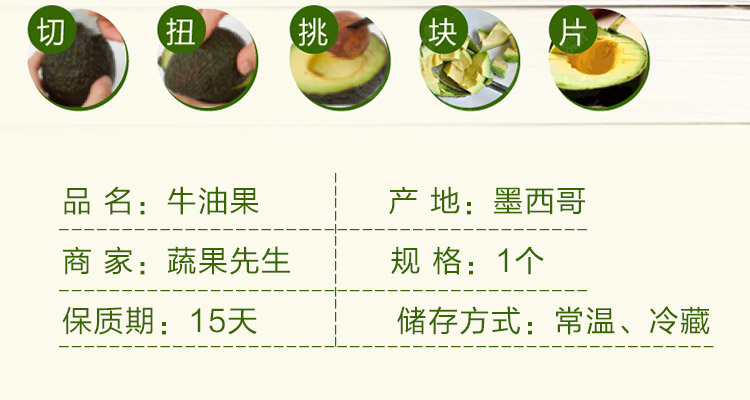 切 扭 挑 块 片
品 名：牛油果 产 地：墨西哥
商 家：蔬果先生 规 格：1个
保质期：15天 储存方式：常温、冷藏